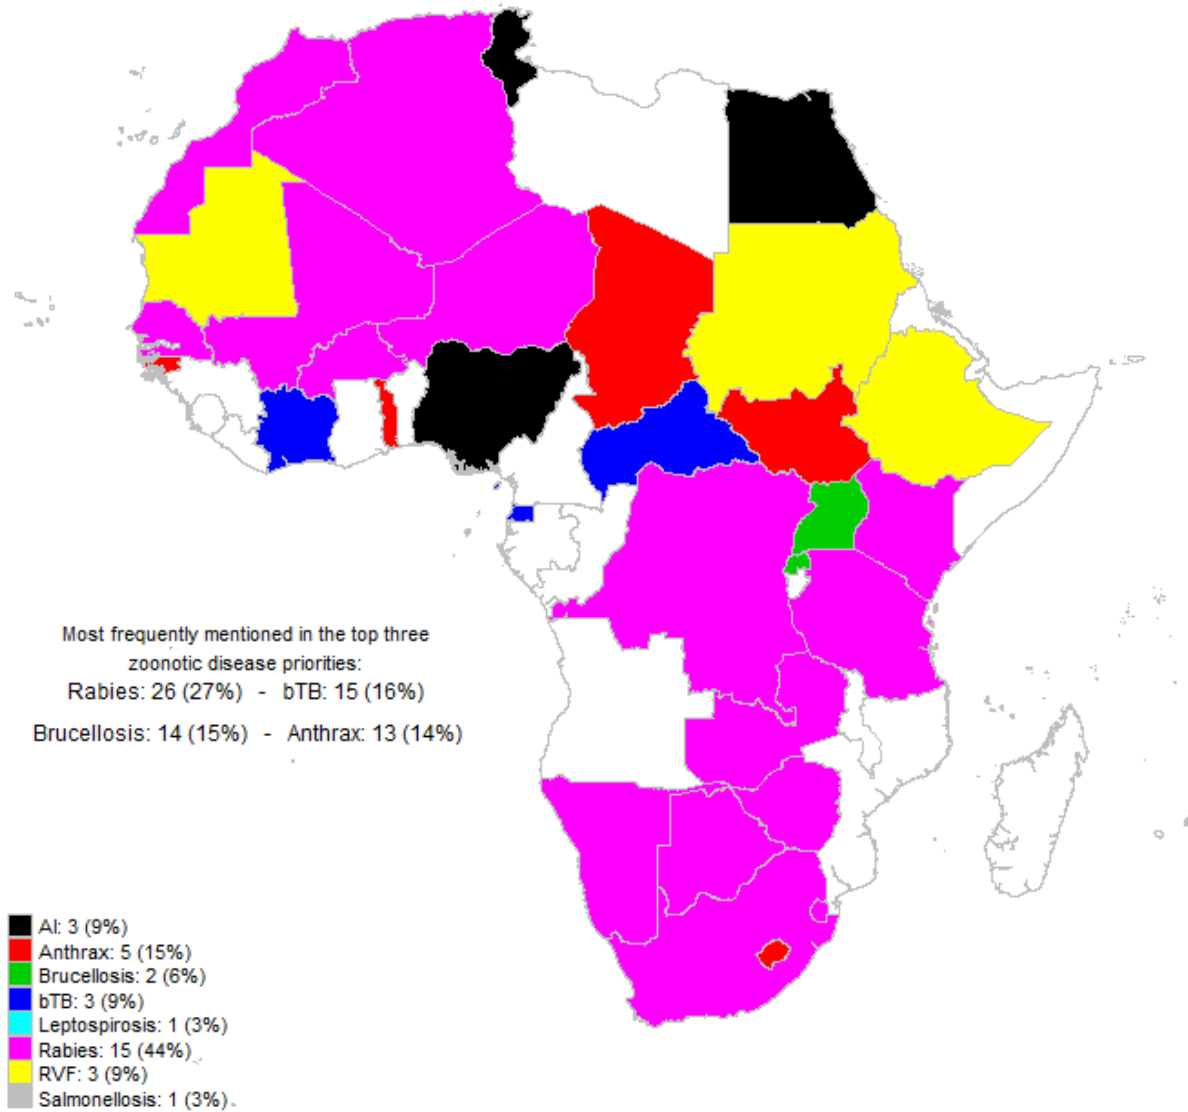 Most frequently mentioned in the top three
zoonotic disease priorities:
Rabies: 26 (27%) - bTB: 15 (16%)
Brucellosis: 14 (15%) - Anthrax: 13 (14%)
AI: 3 (9%)
Anthrax: 5 (15%)
Brucellosis: 2 (6%)
bTB: 3 (9%)
Leptospirosis: 1 (3%)
Rabies: 15 (44%)
RVF: 3 (9%)
Salmonellosis: 1 (3%)